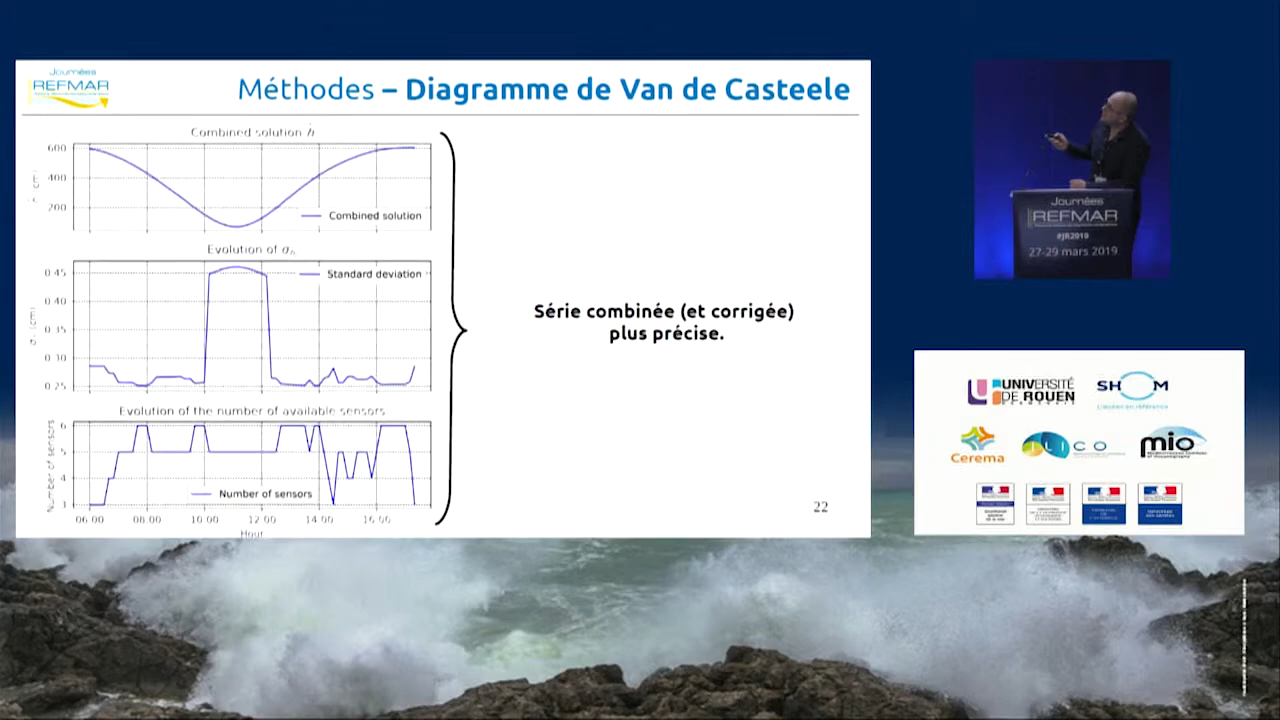 Journées
REFMAR
Méthodes – Diagramme de Van de Casteele
Combined solution h
600
400
200
Combined solution
Evolution of σh
0.45
0.40
0.35
0.30
0.25
Standard deviation
Evolution of the number of available sensors
Number of sensors
6
5
4
Number of sensors
06:00 08:00 10:00 12:00 14:00 16:00
Hour
Série combinée (et corrigée)
plus précise.
22
Journées
REFMAR
#JR2019
27-29 mars 2019
UNIVERSITÉ
DE ROUEN
SHOM
Cerema
ILICO
mio